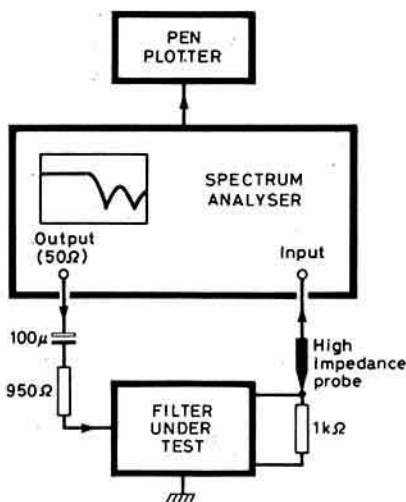 PEN
PLOTTER
SPECTRUM
ANALYSER
Output
(50Ω)
Input
100µ
950Ω
High
Impedance
probe
FILTER
UNDER
TEST
1kΩ